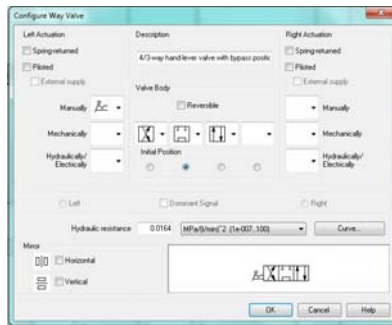 Configure Way Valve
Left Actuation
Description
Right Actuation
Spring-returned
Piloted
External supply
4/3-way hand-lever valve with bypass positic
Spring-returned
Piloted
External supply
Valve Body
Reversible
Manually
Manually
Mechanically
Mechanically
Initial Position
Hydraulically/
Electrically
Hydraulically/
Electrically
Left
Dominant Signal
Right
Hydraulic resistance 0.0164 MPa/(l/min)^2 (1e-007..100) Curve...
Mirror
Horizontal
Vertical
OK Cancel Help